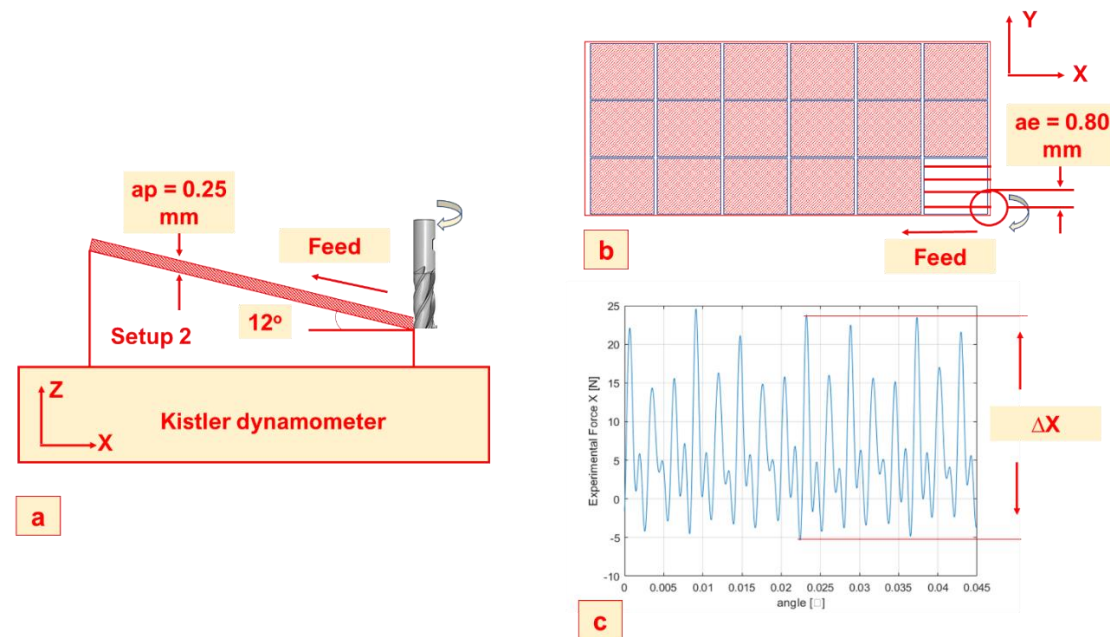 ap = 0.25
mm
Feed
12°
Setup 2
Z
X
Kistler dynamometer
a
Y
X
ae = 0.80
mm
b
Feed
25
20
15
10
5
0
-5
-10
Experimental Force X [N]
0
0.005
0.01
0.015
0.02
0.025
0.03
0.035
0.04
0.045
angle [□]
ΔX
c